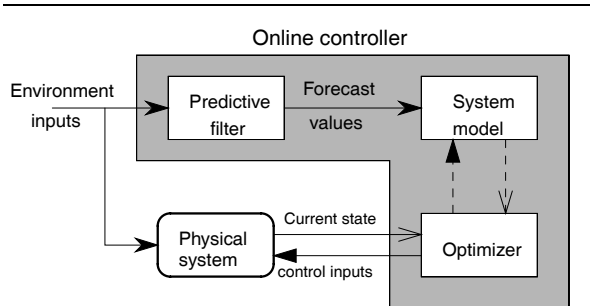 Online controller
Environment
inputs
Predictive
filter
Forecast
values
System
model
Physical
system
Current state
control inputs
Optimizer